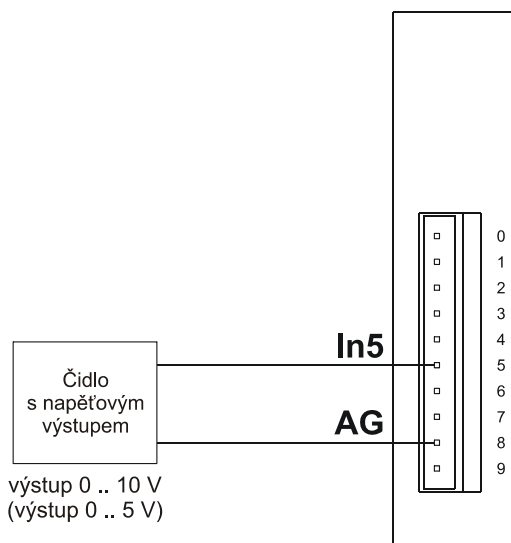 0
1
2
3
4
In5
5
6
7
AG
8
9
Čidlo
s napěťovým
výstupem
výstup 0 .. 10 V
(výstup 0 .. 5 V)